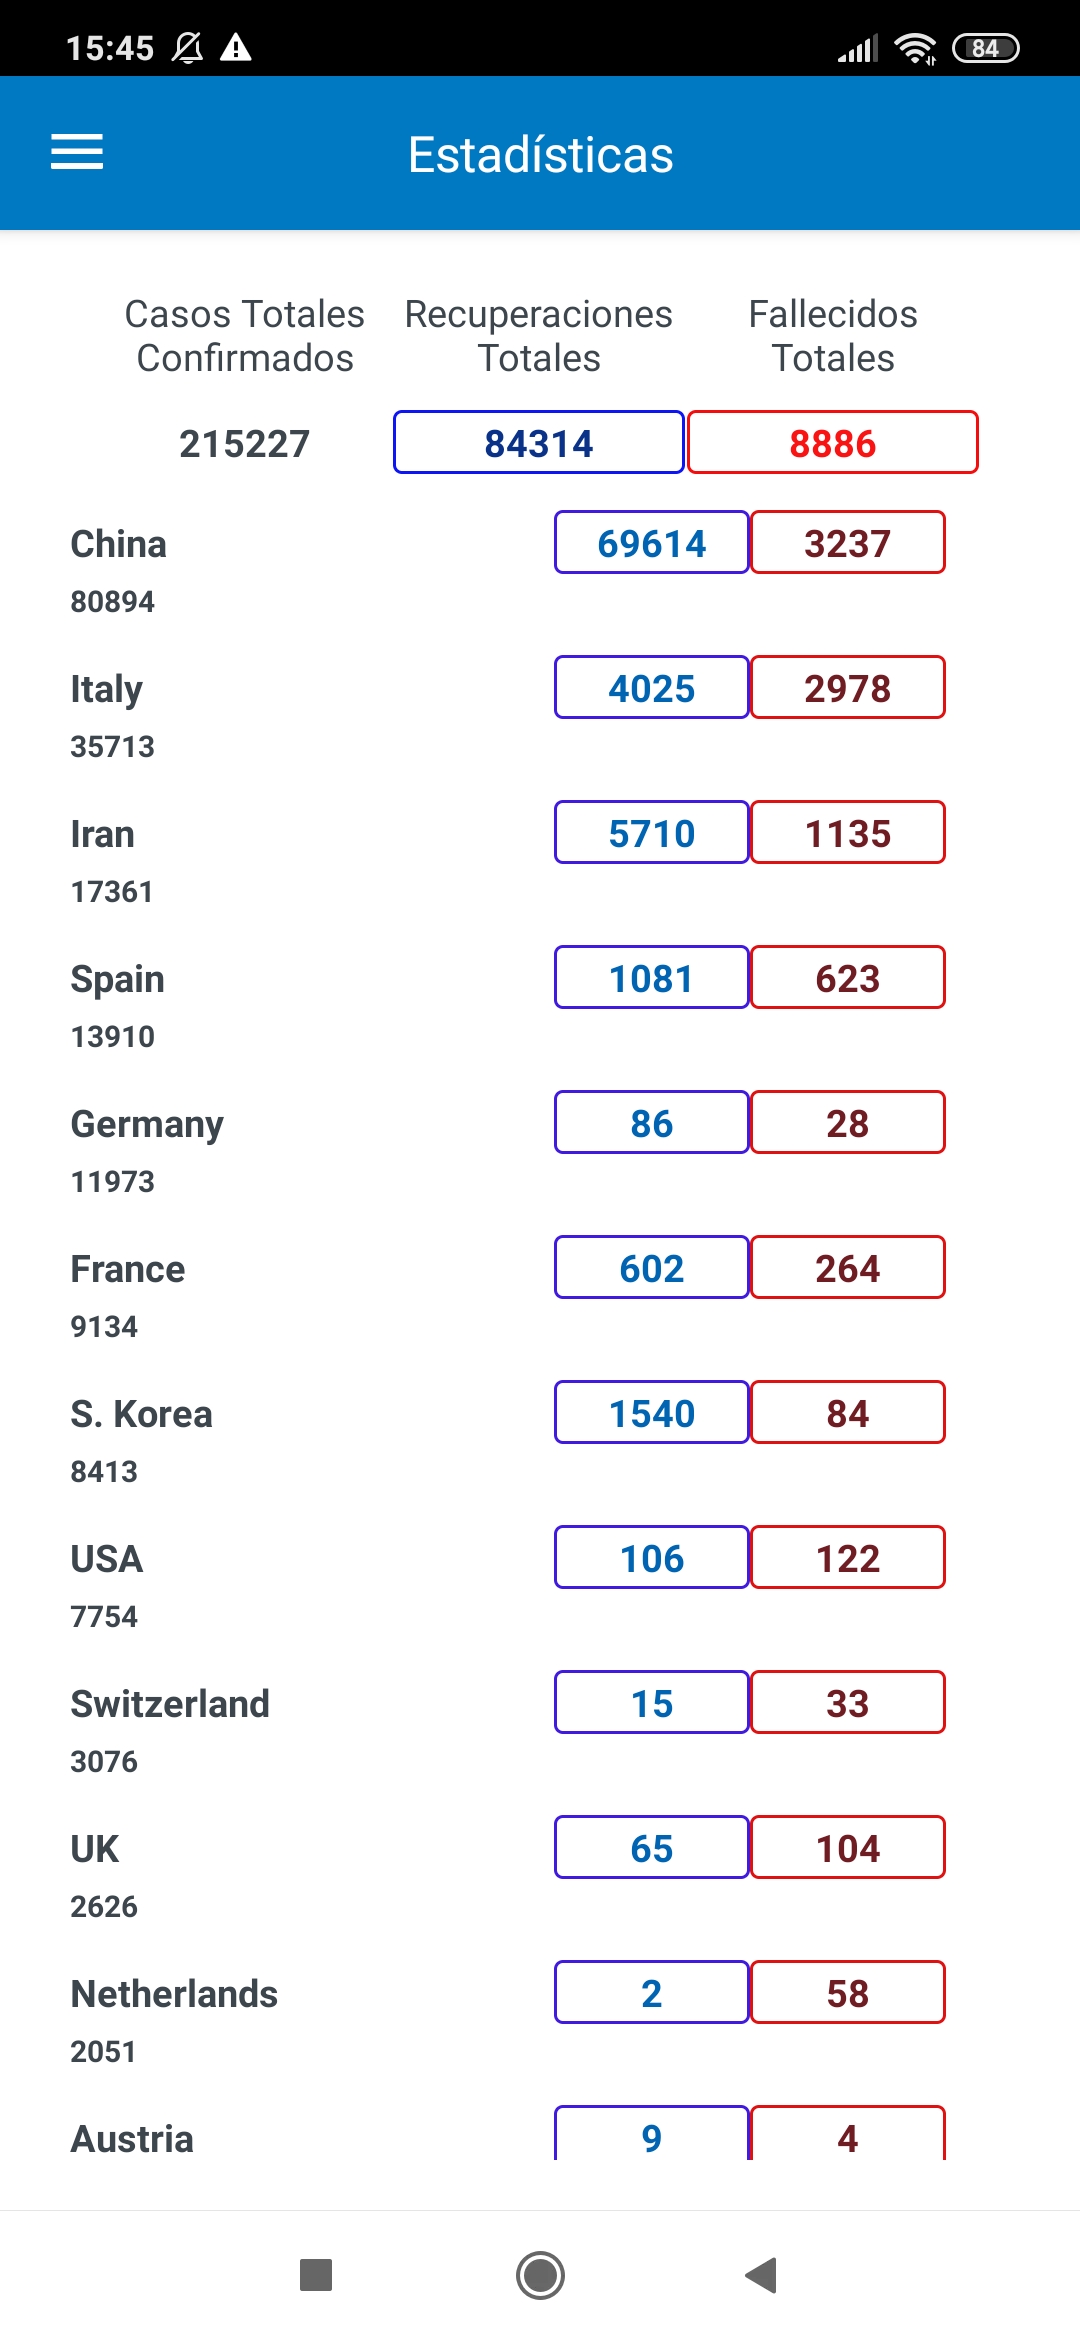 15:45
84
Estadísticas
Casos Totales Confirmados
Recuperaciones Totales
Fallecidos Totales
215227 84314 8886
China 69614 3237
80894
Italy 4025 2978
35713
Iran 5710 1135
17361
Spain 1081 623
13910
Germany 86 28
11973
France 602 264
9134
S. Korea 1540 84
8413
USA 106 122
7754
Switzerland 15 33
3076
UK 65 104
2626
Netherlands 2 58
2051
Austria 9 4